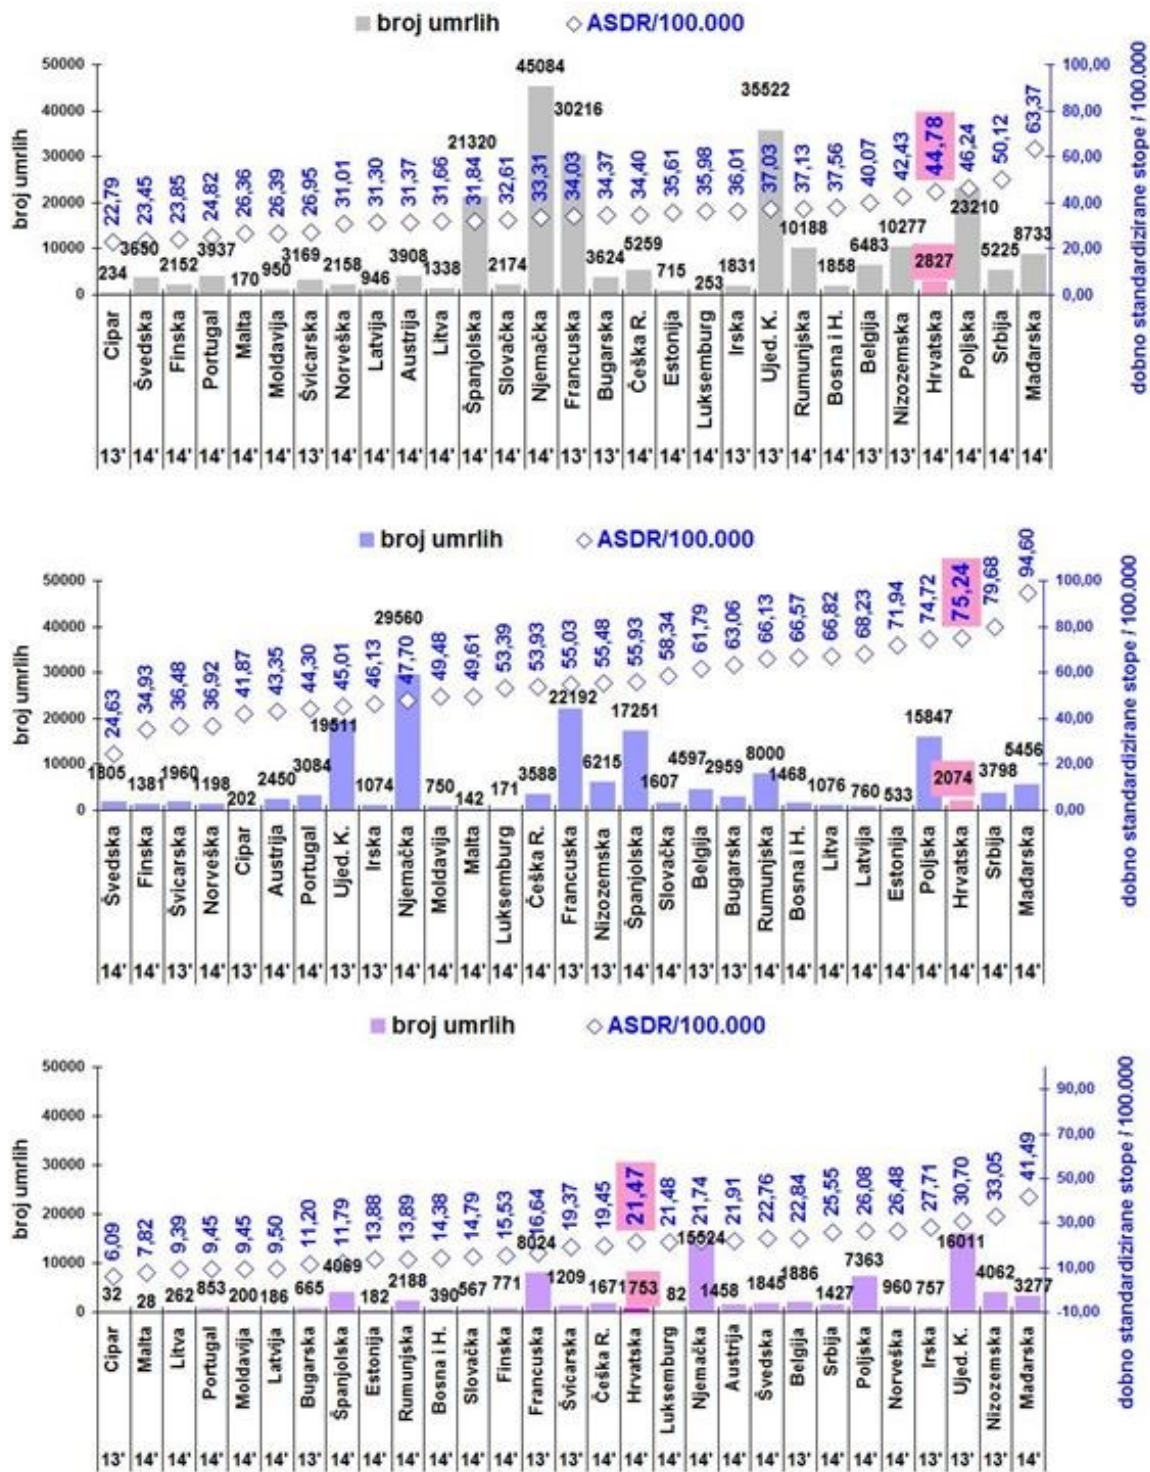 broj umrlih ASDR/100.000
50000 40000 30000 20000 10000 0
broj umrlih
22,79 23,45 23,85 24,82 26,36 26,39 26,95 31,01 31,30 31,37 31,66 31,84 32,61 33,31 34,03 34,37 34,40 35,61 35,98 36,01 37,03 37,13 37,56 40,07 42,43 44,78 46,24 50,12 63,37
234 3650 2152 3937 170 950 3169 2158 946 3908 1338 21320 2174 45084 30216 3624 5259 715 253 1831 35522 10188 1858 6483 10277 2827 23210 5225 8733
100,00 80,00 60,00 40,00 20,00 0,00
dobno standardizirane stope / 100.000
Cipar Švedska Finska Portugal Malta Moldavija Švicarska Norveška Latvija Austrija Litva Španjolska Slovačka Njemačka Francuska Bugarska Češka R. Estonija Luksemburg Irska Ujed. K. Rumunjska Bosna i H. Belgija Nizozemska Hrvatska Poljska Srbija Mađarska
13' 14' 14' 14' 14' 14' 13' 14' 14' 14' 14' 14' 14' 14' 13' 13' 14' 14' 14' 13' 13' 14' 14' 13' 13' 14' 14' 14' 14'
broj umrlih ASDR/100.000
50000 40000 30000 20000 10000 0
broj umrlih
24,63 34,93 36,48 36,92 41,87 43,35 44,30 45,01 46,13 47,70 49,48 49,61 53,39 53,93 55,03 55,48 55,93 58,34 61,79 63,06 66,13 66,57 66,82 68,23 71,94 74,72 75,24 79,68 94,60
1805 1381 1960 1198 202 2450 3084 19511 1074 29560 750 142 171 3588 22192 6215 17251 1607 4597 2959 8000 1468 1076 760 533 15847 2074 3798 5456
100,00 80,00 60,00 40,00 20,00 0,00
dobno standardizirane stope / 100.000
Švedska Finska Švicarska Norveška Cipar Austrija Portugal Ujed. K. Irska Njemačka Moldavija Malta Luksemburg Češka R. Francuska Nizozemska Španjolska Slovačka Belgija Bugarska Rumunjska Bosna i H. Litva Latvija Estonija Poljska Hrvatska Srbija Mađarska
14' 14' 13' 14' 13' 14' 14' 13' 13' 14' 14' 14' 14' 14' 13' 13' 14' 14' 13' 13' 14' 14' 14' 14' 14' 14' 14' 14' 14'
broj umrlih ASDR/100.000
50000 40000 30000 20000 10000 0
broj umrlih
6,09 7,82 9,39 9,45 9,45 9,50 11,20 11,79 13,88 13,89 14,38 14,79 15,53 16,64 19,37 19,45 21,47 21,48 21,74 21,91 22,76 22,84 25,55 26,08 26,48 27,71 30,70 33,05 41,49
32 28 262 853 200 186 665 4069 182 2188 390 567 771 8024 1209 1671 753 82 15524 1458 1845 1886 1427 7363 960 757 16011 4062 3277
90,00 70,00 50,00 30,00 10,00 -10,00
dobno standardizirane stope / 100.000
Cipar Malta Litva Portugal Moldavija Latvija Bugarska Španjolska Estonija Rumunjska Bosna i H. Slovačka Finska Francuska Švicarska Češka R. Hrvatska Luksemburg Njemačka Austrija Švedska Belgija Srbija Poljska Norveška Irska Ujed. K. Nizozemska Mađarska
13' 14' 14' 14' 14' 14' 13' 14' 14' 14' 14' 14' 14' 13' 13' 14' 14' 14' 14' 14' 14' 13' 14' 14' 14' 13' 13' 13' 14'